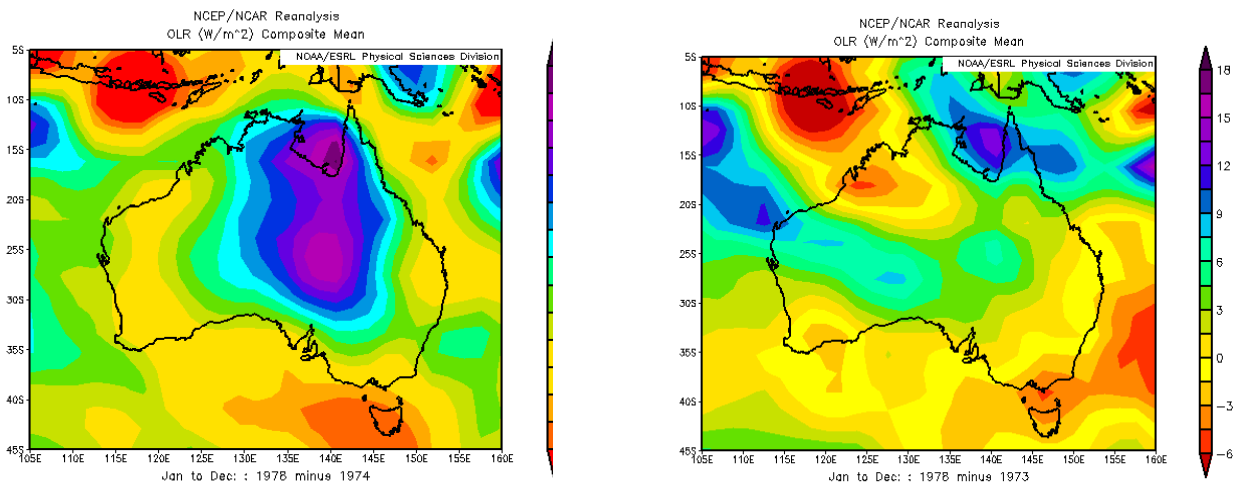 NCEP/NCAR Reanalysis
OLR (W/m^2) Composite Mean
NOAA/ESRL Physical Sciences Division
5S
10S
15S
20S
25S
30S
35S
40S
45S
105E 110E 115E 120E 125E 130E 135E 140E 145E 150E 155E 160E
Jan to Dec: : 1978 minus 1974
NCEP/NCAR Reanalysis
OLR (W/m^2) Composite Mean
NOAA/ESRL Physical Sciences Division
5S
10S
15S
20S
25S
30S
35S
40S
45S
105E 110E 115E 120E 125E 130E 135E 140E 145E 150E 155E 160E
Jan to Dec: : 1978 minus 1973
18
15
12
9
6
3
0
−3
−6